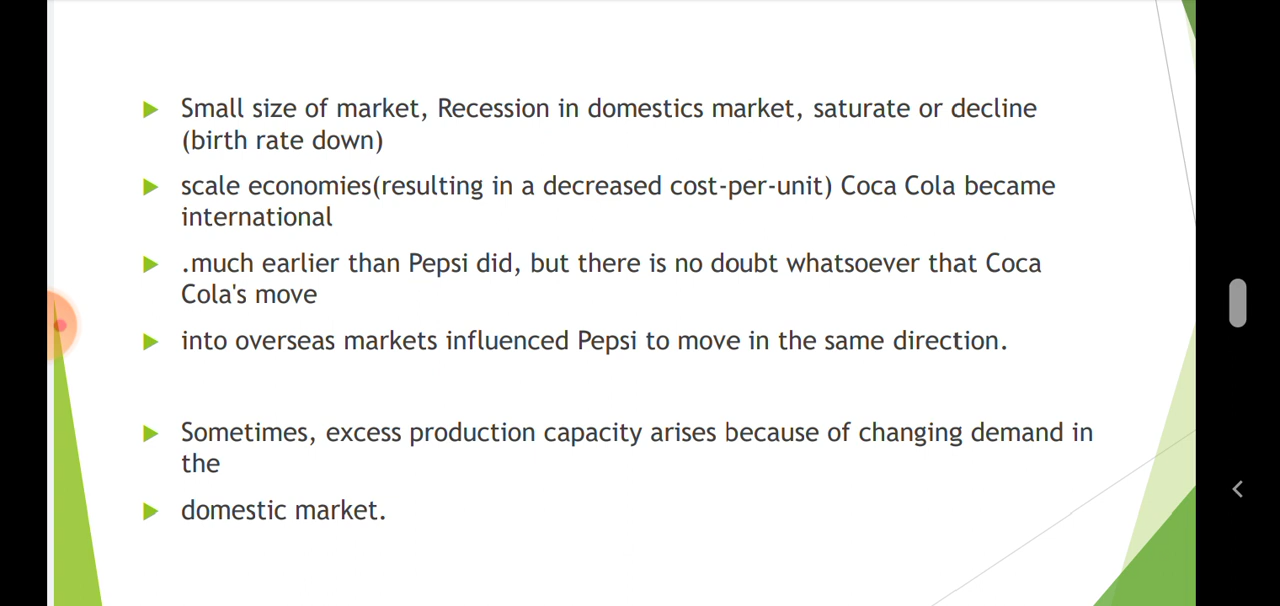 Small size of market, Recession in domestics market, saturate or decline
(birth rate down)
scale economies(resulting in a decreased cost-per-unit) Coca Cola became
international
.much earlier than Pepsi did, but there is no doubt whatsoever that Coca
Cola's move
into overseas markets influenced Pepsi to move in the same direction.
Sometimes, excess production capacity arises because of changing demand in
the
domestic market.